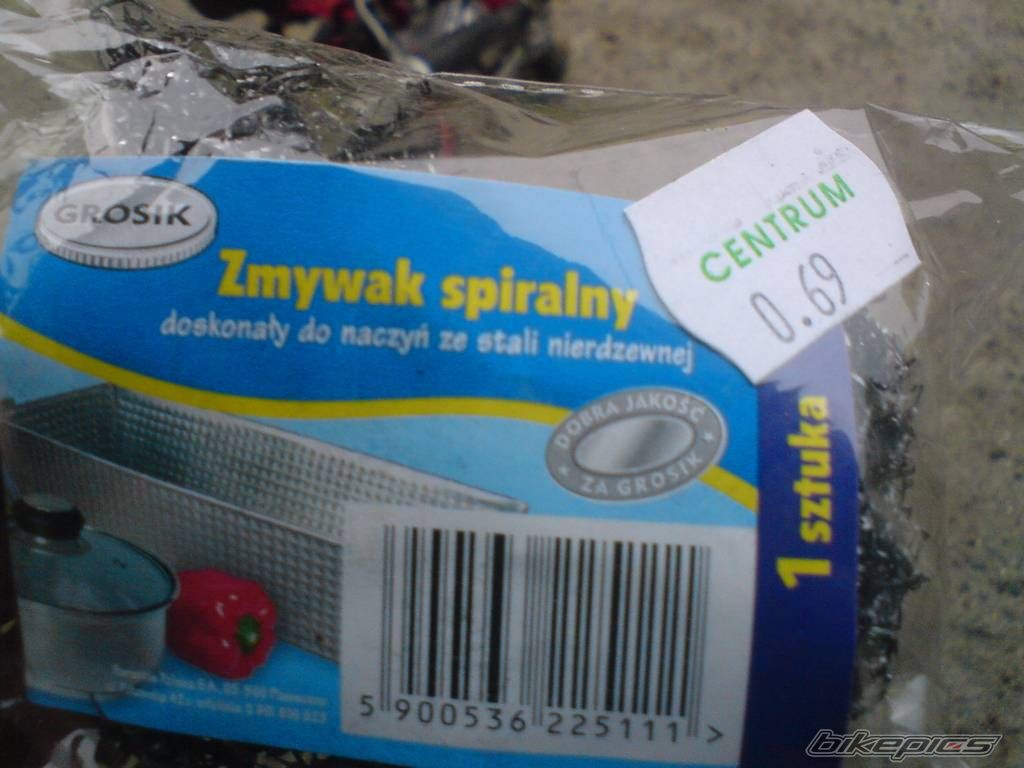 GROSIK
CENTRUM
0.69
Zmywak spiralny
doskonały do naczyń ze stali nierdzewnej
DOBRA JAKOŚĆ
ZA GROSIK
1 sztuka
5 900536 225111 >
bikepics